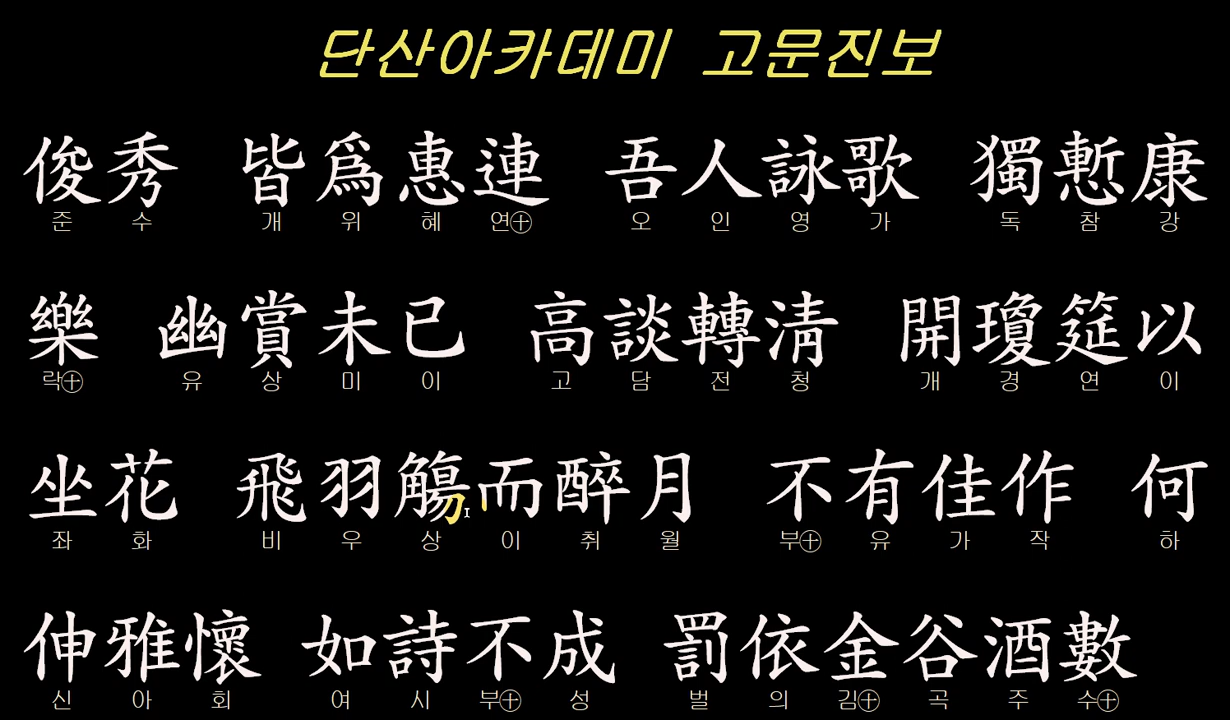 단산아카데미 고문진보
俊秀 皆爲惠連 吾人詠歌 獨慙康
준 수 개 위 혜 연㊉ 오 인 영 가 독 참 강
樂 幽賞未已 高談轉淸 開瓊筵以
락㊉ 유 상 미 이 고 담 전 청 개 경 연 이
坐花 飛羽觴而醉月 不有佳作 何
좌 화 비 우 상 이 취 월 부㊉ 유 가 작 하
伸雅懷 如詩不成 罰依金谷酒數
신 아 회 여 시 부㊉ 성 벌 의 김㊉ 곡 주 수㊉